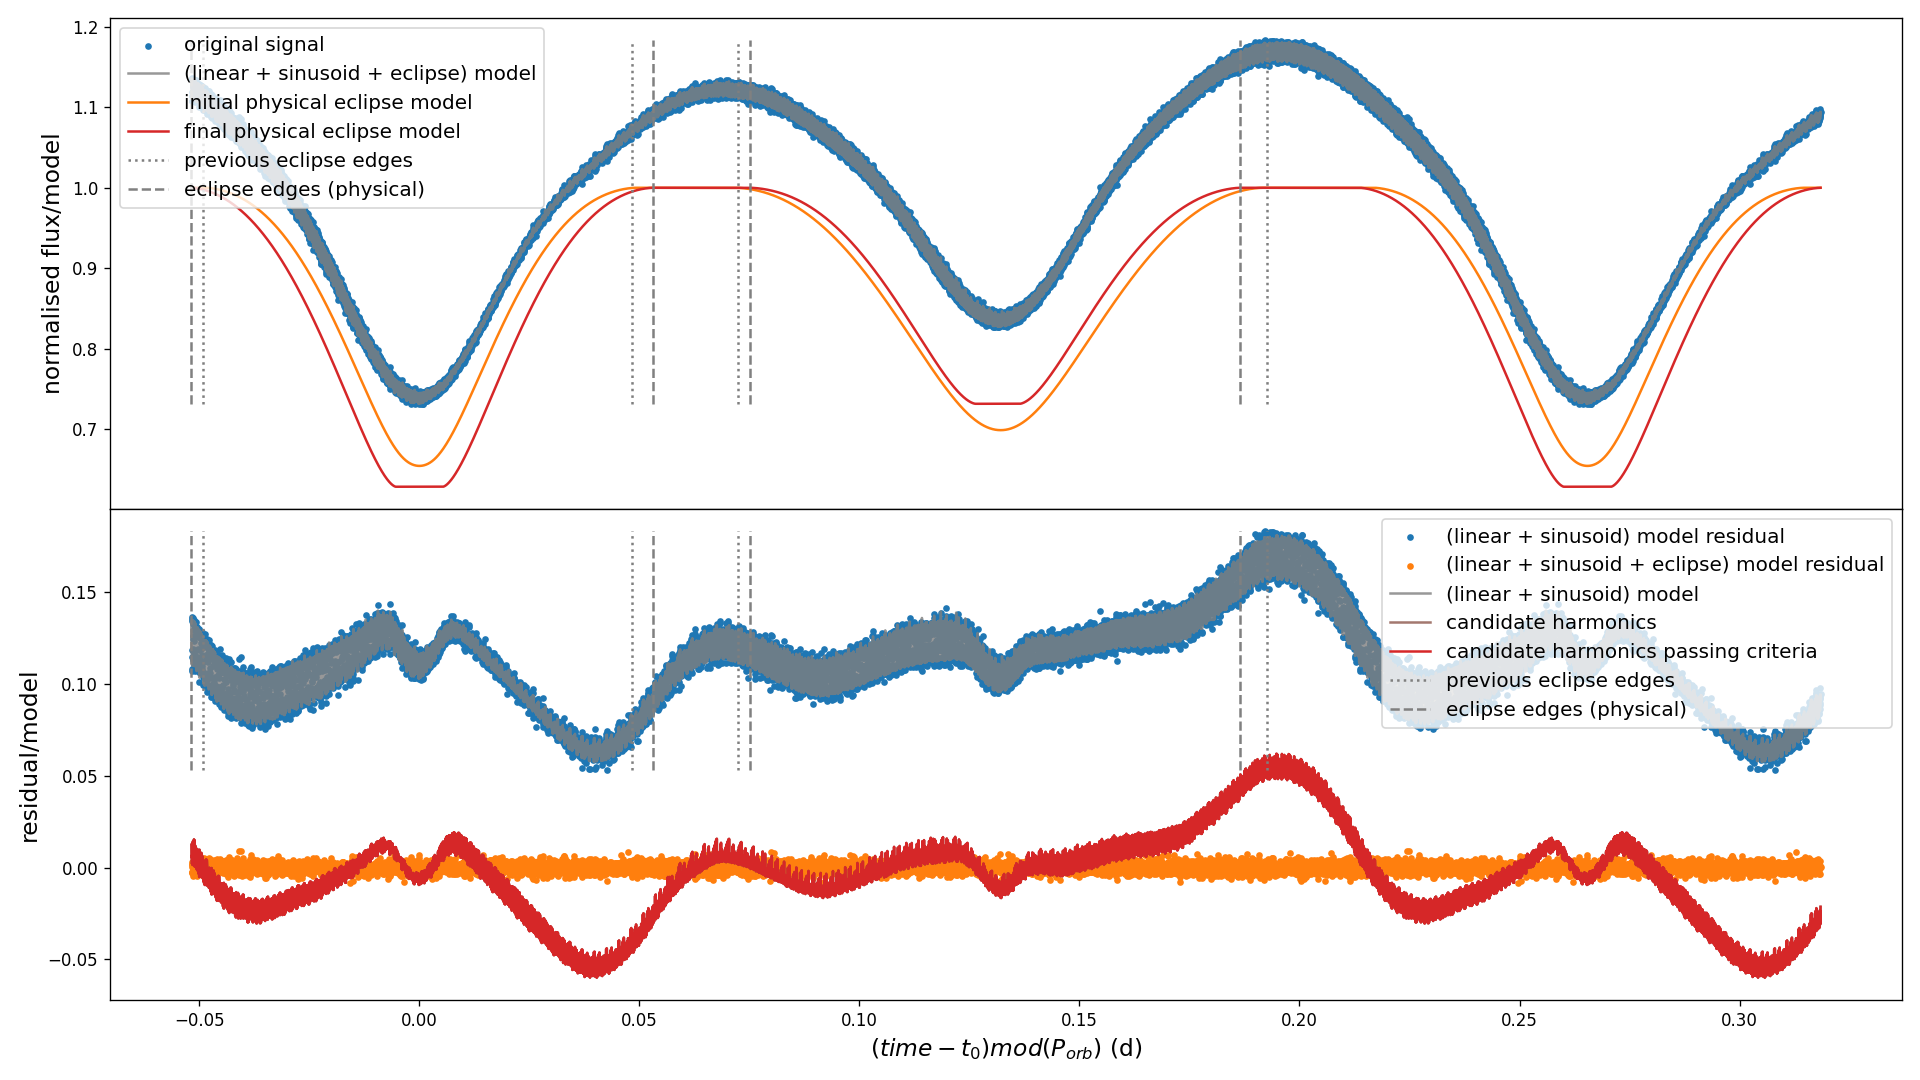 normalised flux/model
1.2
1.1
1.0
0.9
0.8
0.7
original signal
(linear + sinusoid + eclipse) model
initial physical eclipse model
final physical eclipse model
previous eclipse edges
eclipse edges (physical)
residual/model
0.15
0.10
0.05
0.00
−0.05
(linear + sinusoid) model residual
(linear + sinusoid + eclipse) model residual
(linear + sinusoid) model
candidate harmonics
candidate harmonics passing criteria
previous eclipse edges
eclipse edges (physical)
−0.05 0.00 0.05 0.10 0.15 0.20 0.25 0.30
(time − t₀)mod(P_orb) (d)